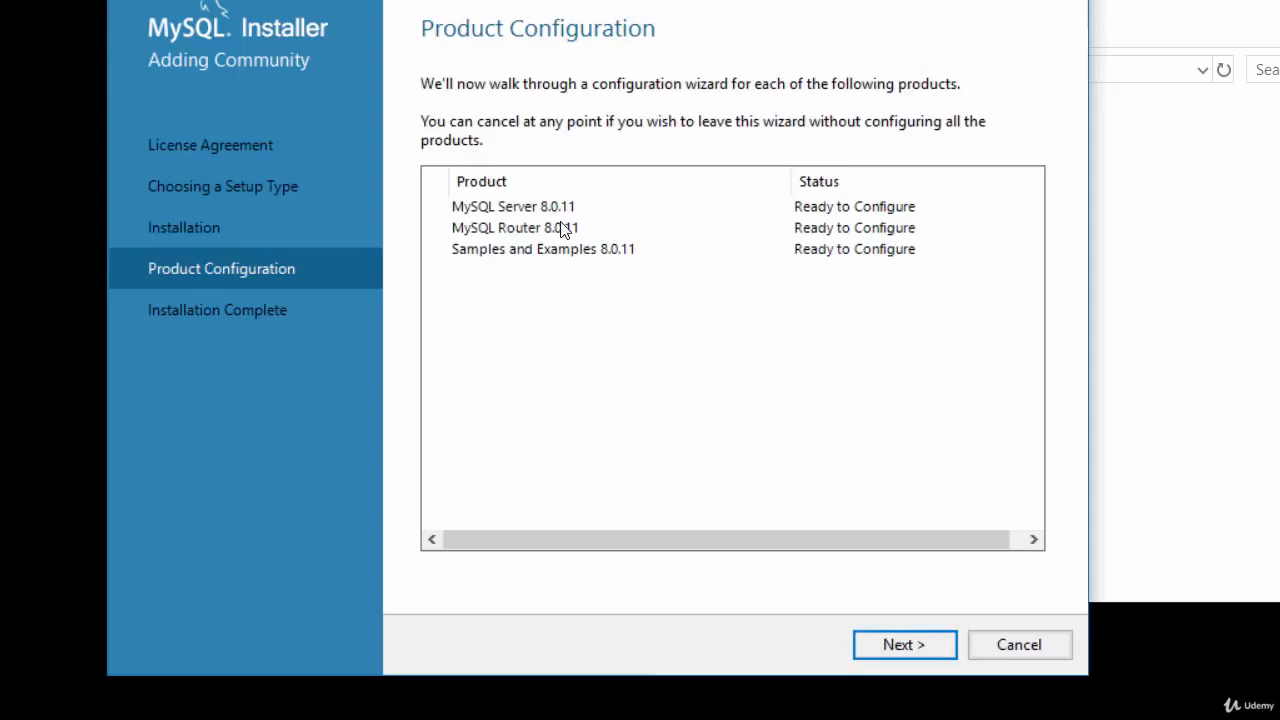 MySQL. Installer
Adding Community
License Agreement
Choosing a Setup Type
Installation
Product Configuration
Installation Complete
Product Configuration
We'll now walk through a configuration wizard for each of the following products.
You can cancel at any point if you wish to leave this wizard without configuring all the
products.
Product Status
MySQL Server 8.0.11 Ready to Configure
MySQL Router 8.0.11 Ready to Configure
Samples and Examples 8.0.11 Ready to Configure
Next >
Cancel
Sea
Udemy